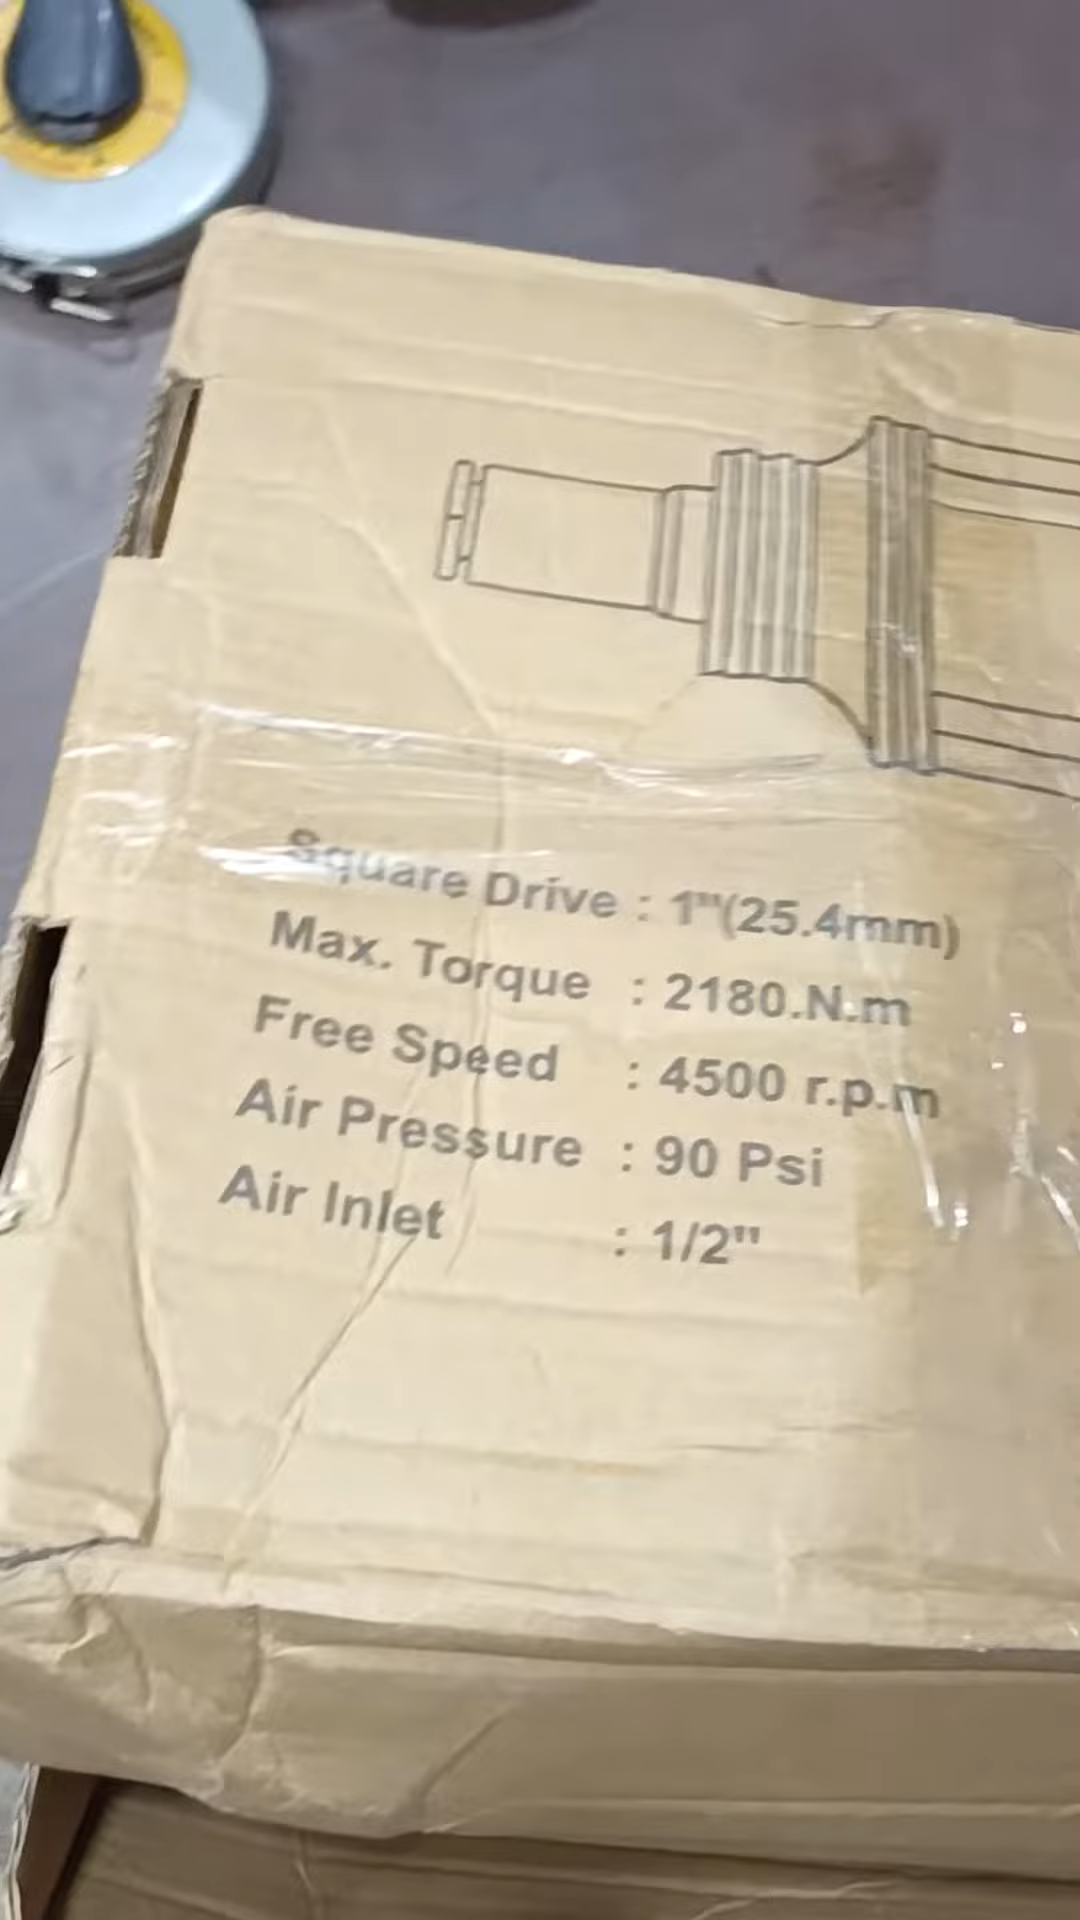 Square Drive : 1"(25.4mm)
Max. Torque : 2180.N.m
Free Speed : 4500 r.p.m
Air Pressure : 90 Psi
Air Inlet : 1/2"